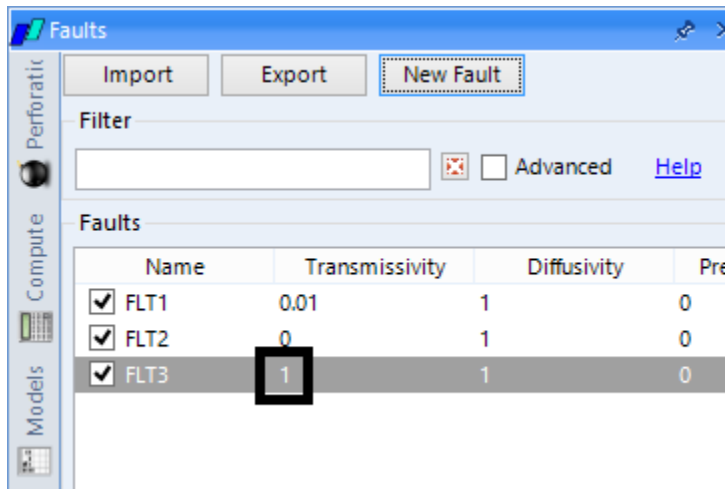 Faults
Import Export New Fault
Filter
Advanced Help
Faults
Name Transmissivity Diffusivity Pre
FLT1 0.01 1 0
FLT2 0 1 0
FLT3 1 1 0
Perforatic
Compute
Models